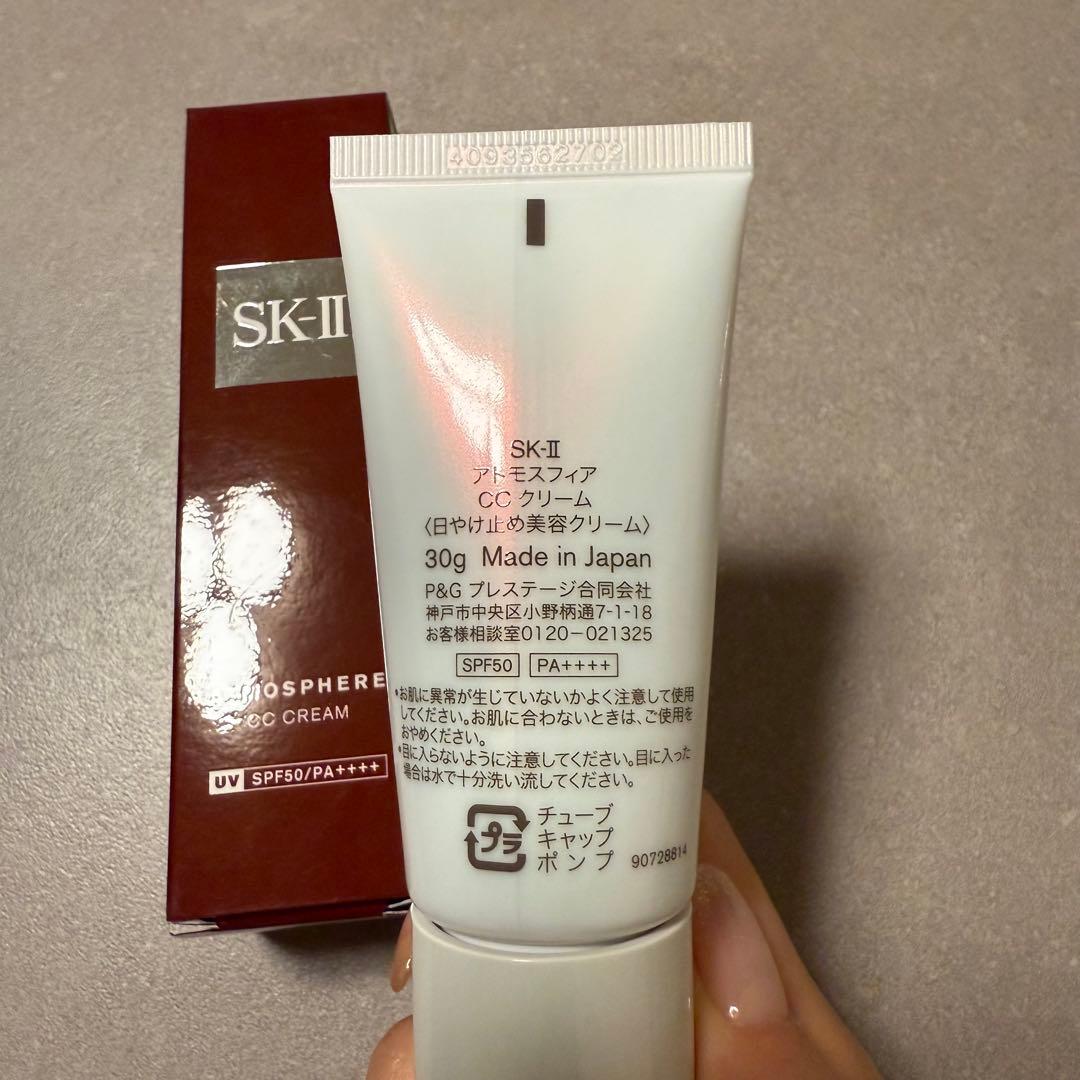 4093562702
SK-II
アトモスフィア
CC クリーム
〈日やけ止め美容クリーム〉
30g Made in Japan
P&G プレステージ合同会社
神戸市中央区小野柄通7-1-18
お客様相談室0120-021325
SPF50 PA++++
•お肌に異常が生じていないかよく注意して使用
してください。お肌に合わないときは、ご使用を
おやめください。
•目に入らないように注意してください。目に入った
場合は水で十分洗い流してください。
プラ
チューブ
キャップ
ポンプ
90728814
SK-II
CC CREAM
UV SPF50/PA++++